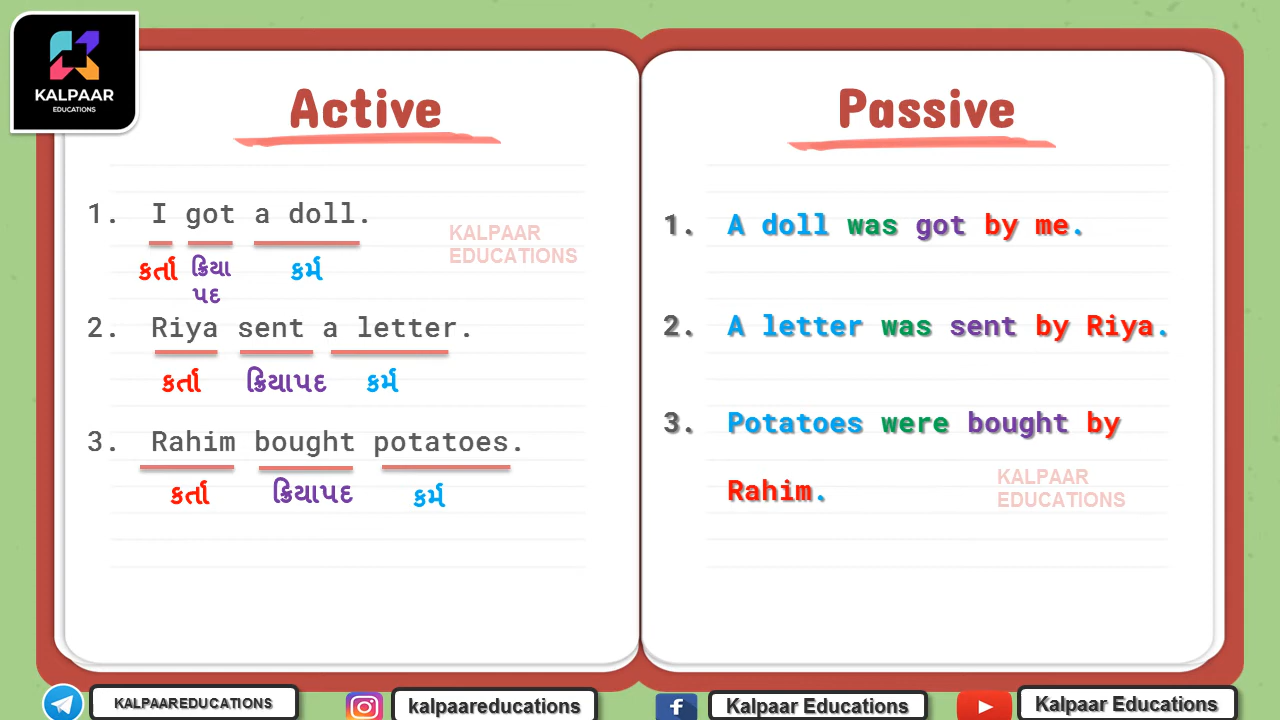 KALPAAR
EDUCATIONS
Active
1. I got a doll.
કર્તા ક્રિયા કર્મ
પદ
KALPAAR
EDUCATIONS
2. Riya sent a letter.
કર્તા ક્રિયાપદ કર્મ
3. Rahim bought potatoes.
કર્તા ક્રિયાપદ કર્મ
Passive
1. A doll was got by me.
2. A letter was sent by Riya.
3. Potatoes were bought by
Rahim.
KALPAAR
EDUCATIONS
KALPAAREDUCATIONS
kalpaareducations
Kalpaar Educations
Kalpaar Educations